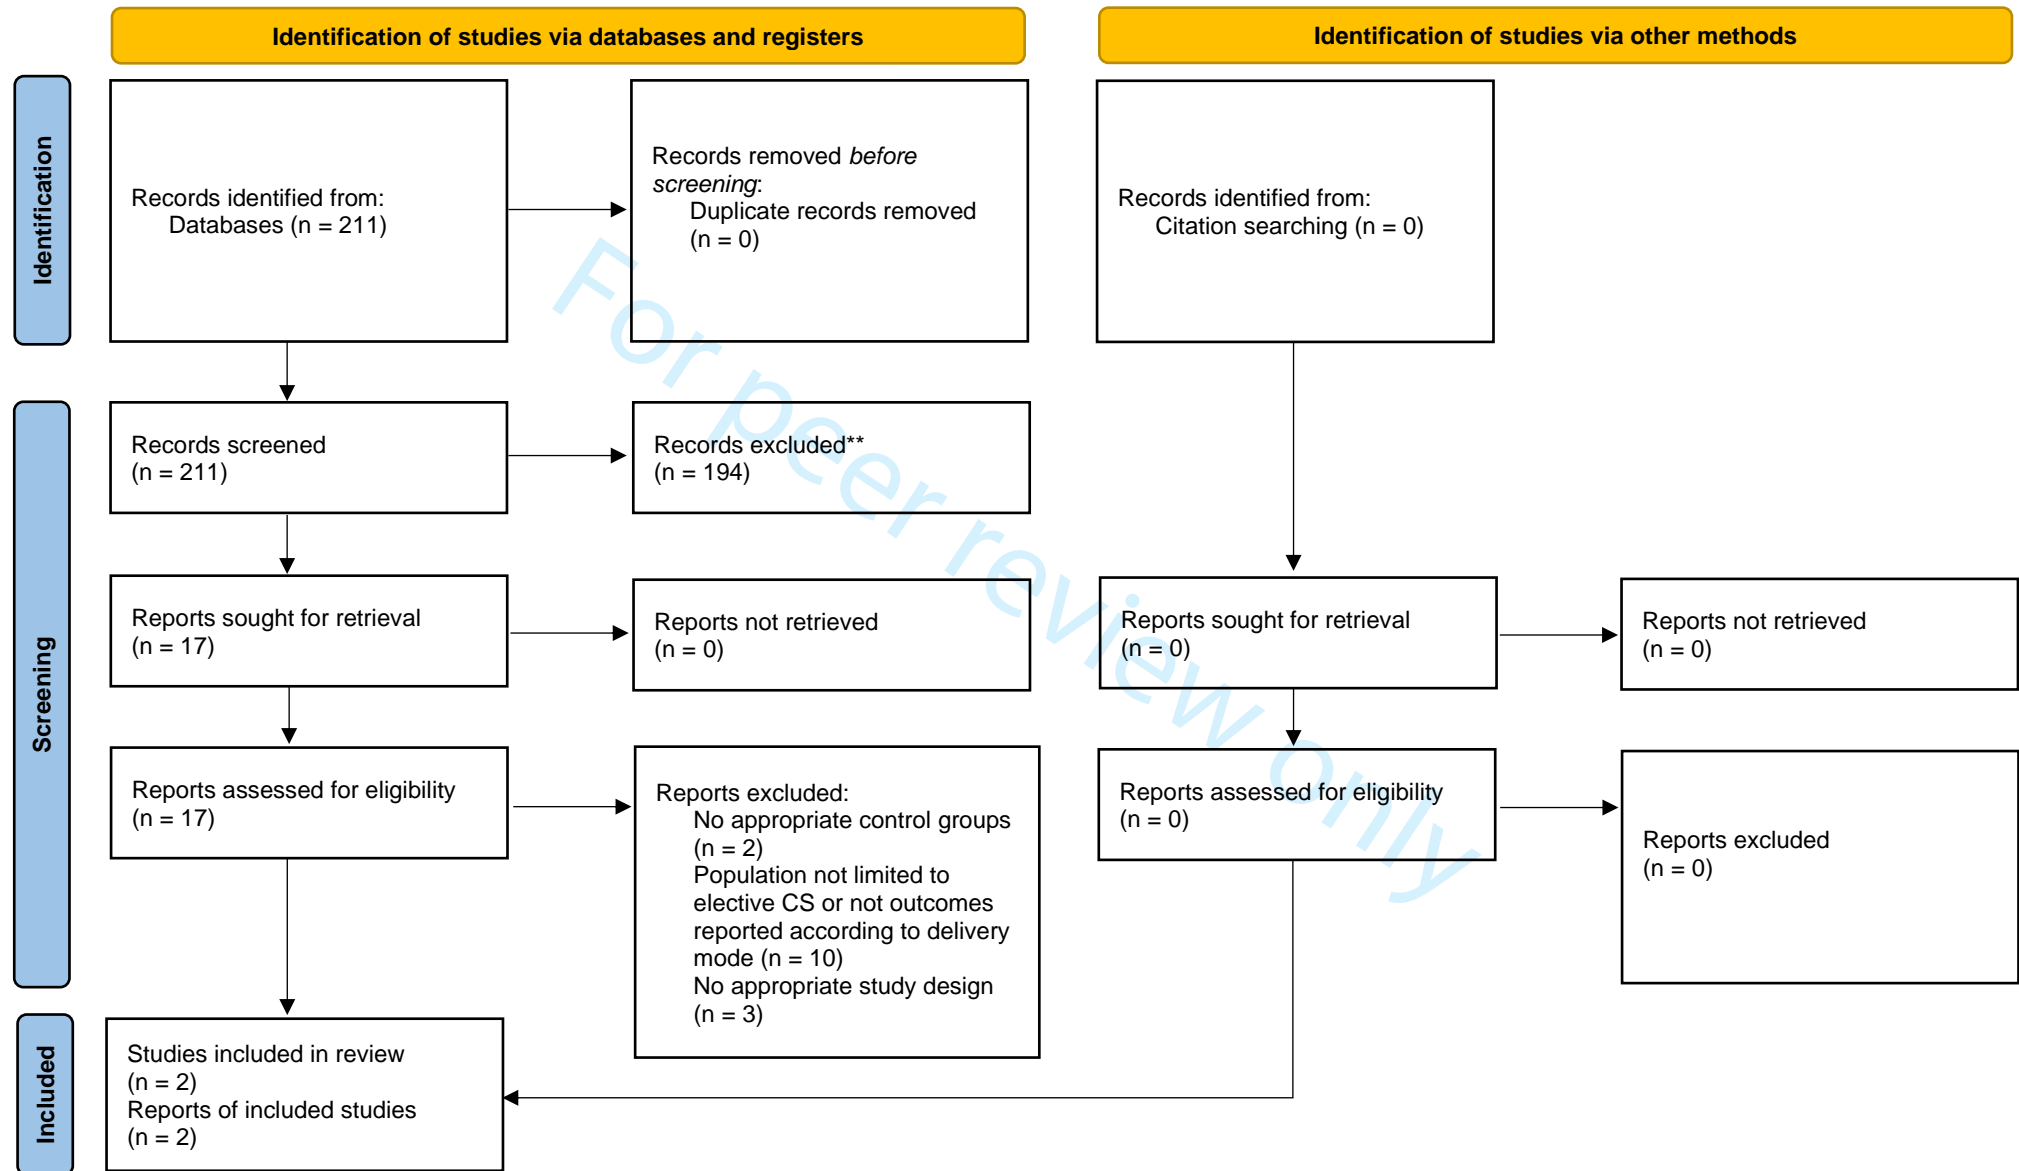 Identification of studies via databases and registers
Identification of studies via other methods
Identification
Records identified from:
Databases (n = 211)
Records removed before
screening:
Duplicate records removed
(n = 0)
Records identified from:
Citation searching (n = 0)
Screening
Records screened
(n = 211)
Records excluded**
(n = 194)
Reports sought for retrieval
(n = 17)
Reports not retrieved
(n = 0)
Reports sought for retrieval
(n = 0)
Reports not retrieved
(n = 0)
Reports assessed for eligibility
(n = 17)
Reports excluded:
No appropriate control groups
(n = 2)
Population not limited to
elective CS or not outcomes
reported according to delivery
mode (n = 10)
No appropriate study design
(n = 3)
Reports assessed for eligibility
(n = 0)
Reports excluded
(n = 0)
Included
Studies included in review
(n = 2)
Reports of included studies
(n = 2)
For peer review only